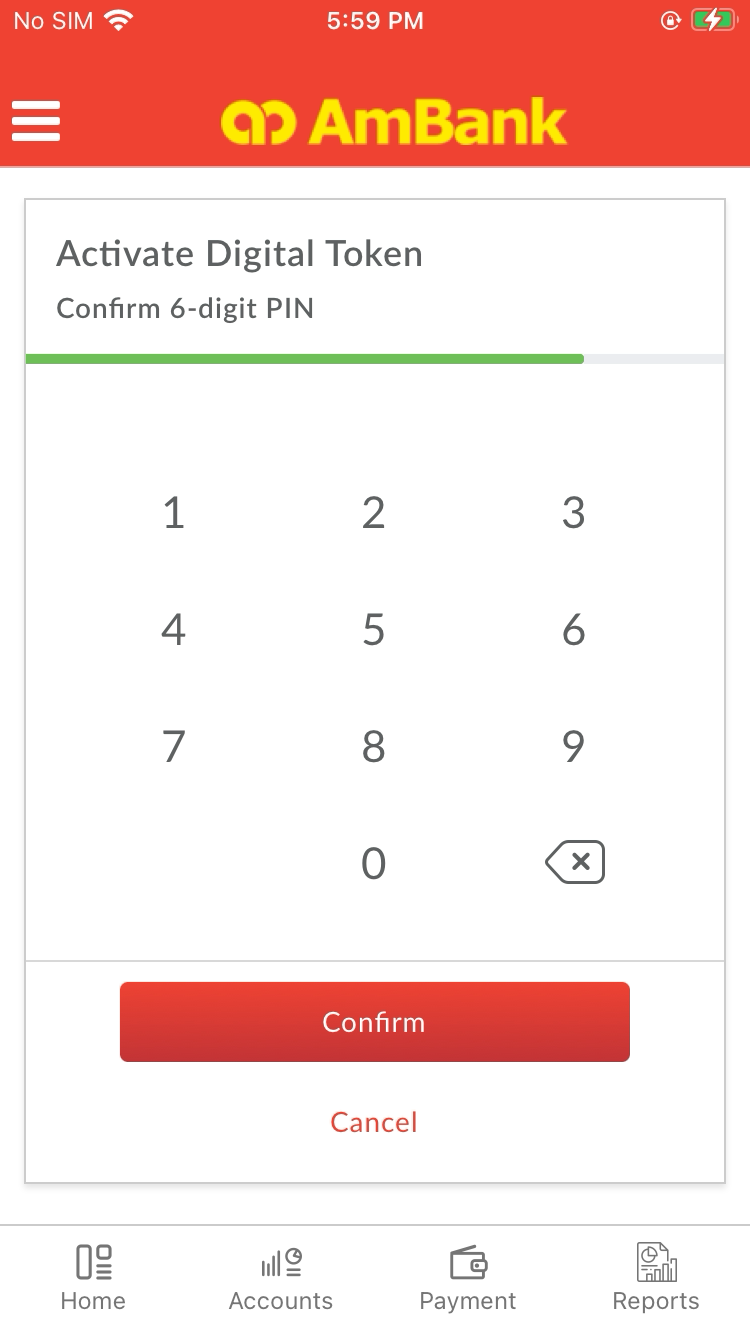 No SIM 5:59 PM
AmBank
Activate Digital Token
Confirm 6-digit PIN
1 2 3
4 5 6
7 8 9
0
Confirm
Cancel
Home Accounts Payment Reports